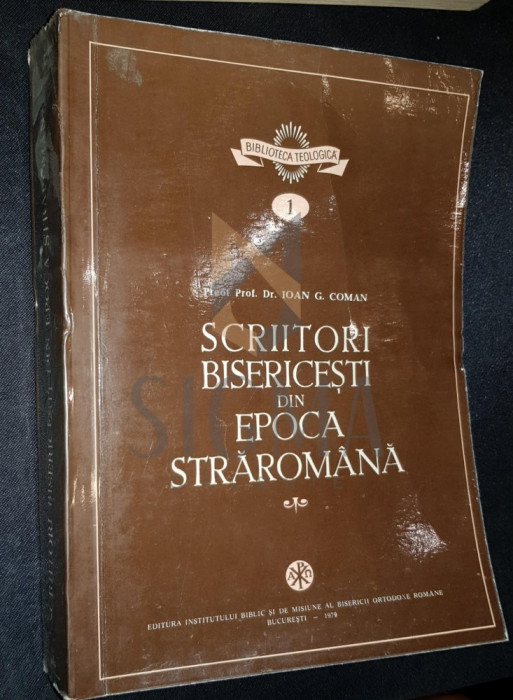 BIBLIOTECA TEOLOGICĂ
1
Preot Prof. Dr. IOAN G. COMAN
SCRIITORI
BISERICEȘTI
DIN
EPOCA
STRĂROMÂNĂ
SIGMA
A P Ω
EDITURA INSTITUTULUI BIBLIC ȘI DE MISIUNE AL BISERICII ORTODOXE ROMÂNE
BUCUREȘTI - 1979